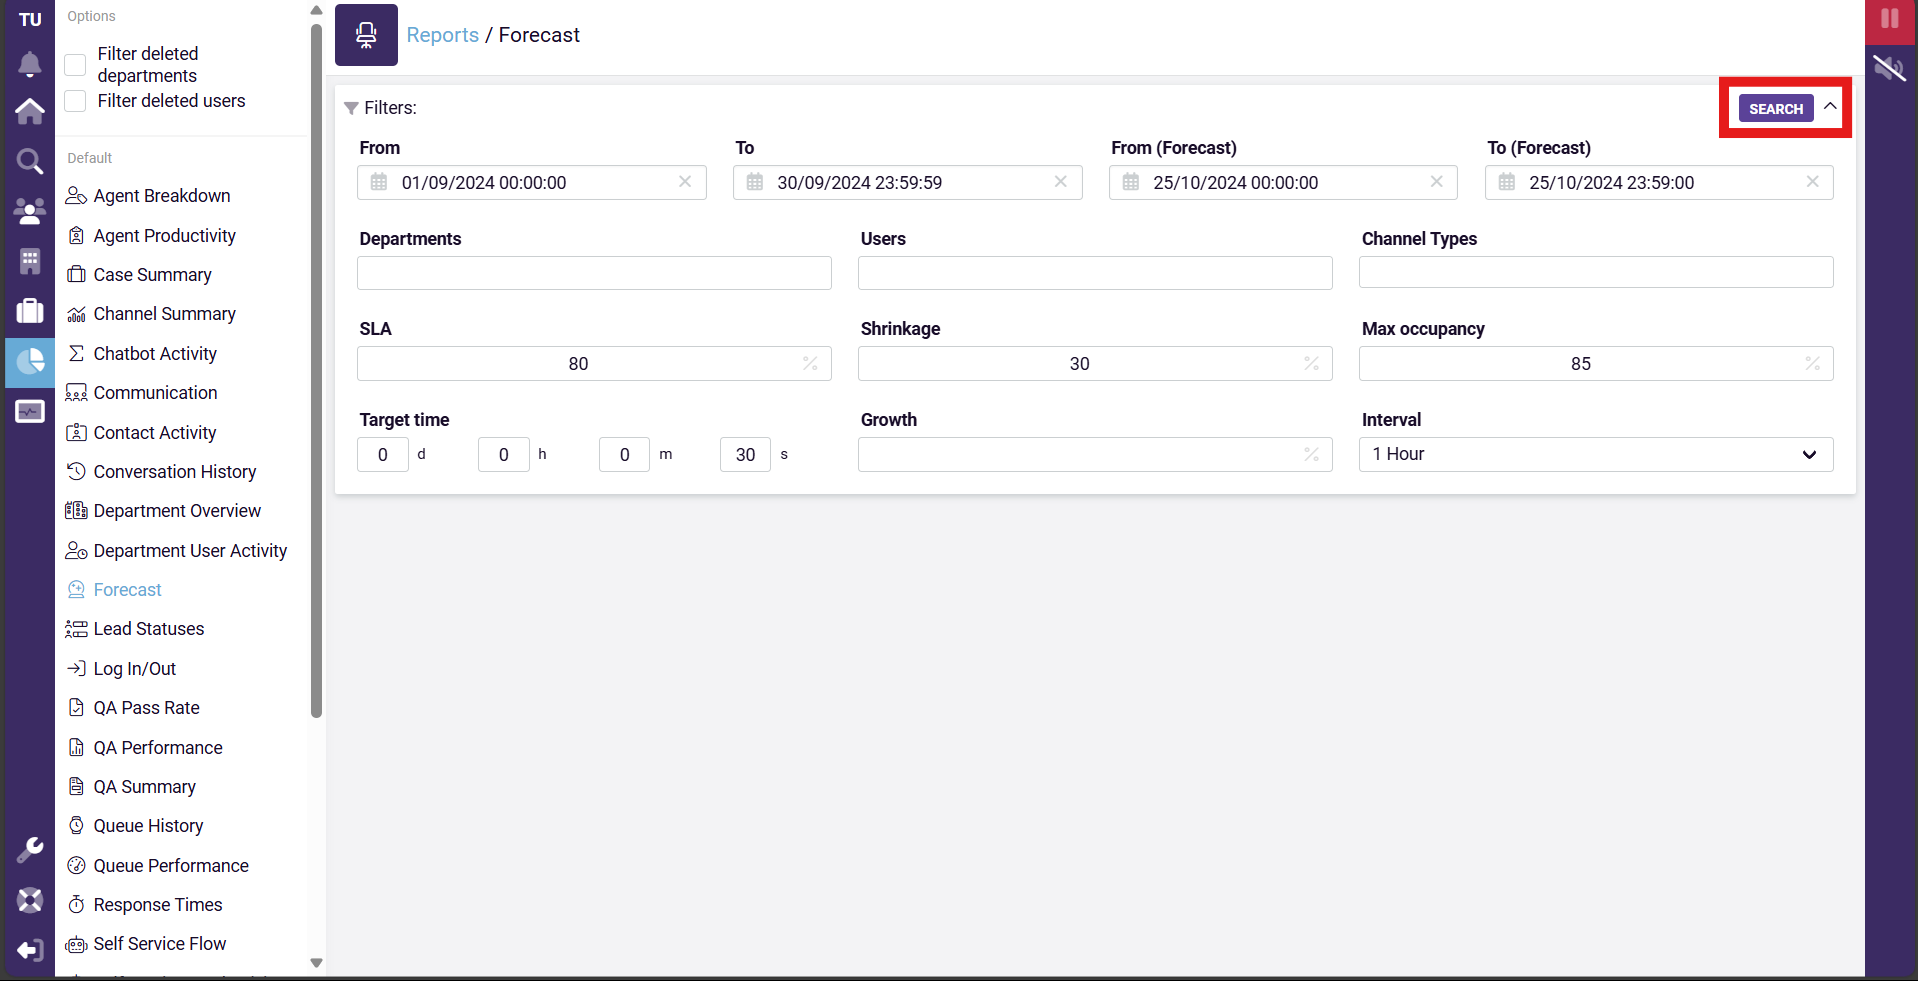 TU
Options
Filter deleted
departments
Filter deleted users
Default
Agent Breakdown
Agent Productivity
Case Summary
Channel Summary
Chatbot Activity
Communication
Contact Activity
Conversation History
Department Overview
Department User Activity
Forecast
Lead Statuses
Log In/Out
QA Pass Rate
QA Performance
QA Summary
Queue History
Queue Performance
Response Times
Self Service Flow
Reports / Forecast
Filters:
SEARCH
From To From (Forecast) To (Forecast)
01/09/2024 00:00:00 30/09/2024 23:59:59 25/10/2024 00:00:00 25/10/2024 23:59:00
Departments Users Channel Types
SLA Shrinkage Max occupancy
80 % 30 % 85 %
Target time Growth Interval
0 d 0 h 0 m 30 s % 1 Hour